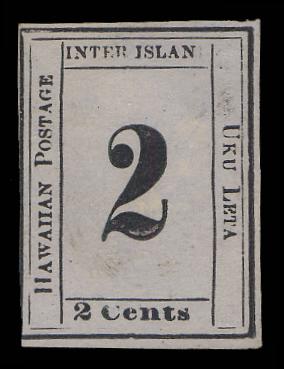 INTER ISLAN
HAWAIIAN POSTAGE
2
UKU LETA
2 Cents